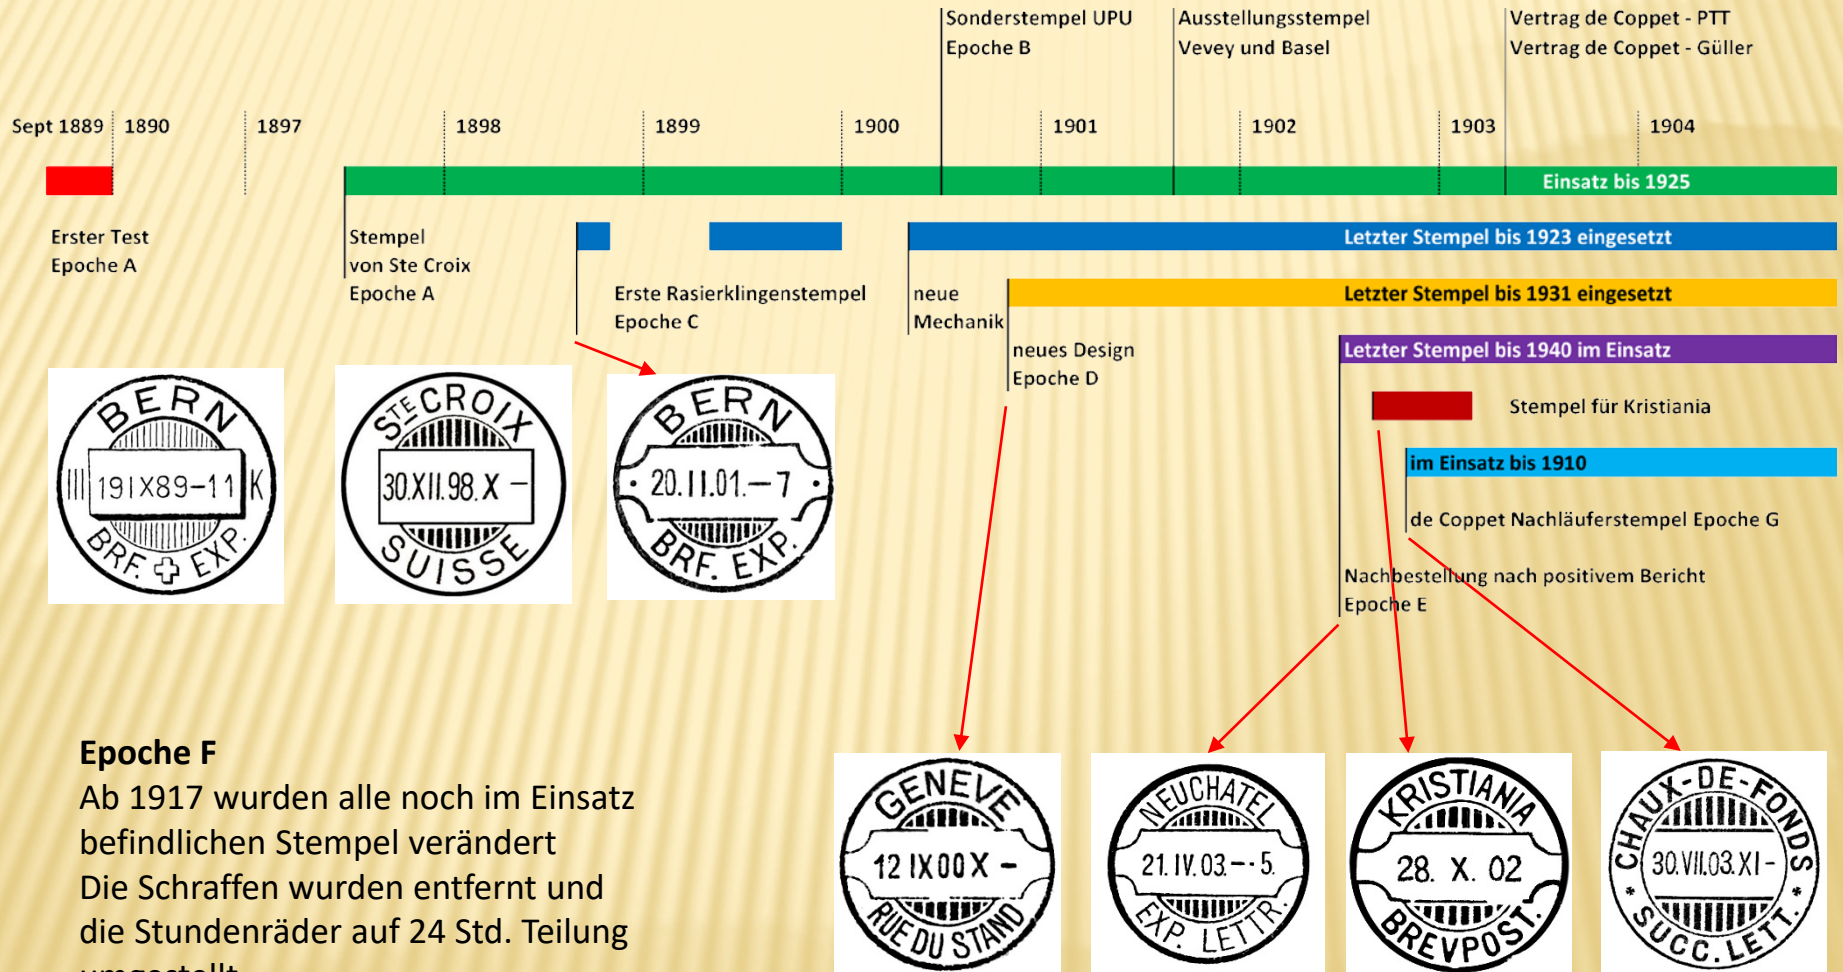 Sonderstempel UPU
Epoche B
Ausstellungsstempel
Vevey und Basel
Vertrag de Coppet - PTT
Vertrag de Coppet - Güller
Sept 1889 1890 1897 1898 1899 1900 1901 1902 1903 1904
Einsatz bis 1925
Erster Test
Epoche A
Stempel
von Ste Croix
Epoche A
Letzter Stempel bis 1923 eingesetzt
Erste Rasierklingenstempel
Epoche C
neue
Mechanik
Letzter Stempel bis 1931 eingesetzt
neues Design
Epoche D
Letzter Stempel bis 1940 im Einsatz
Stempel für Kristiania
im Einsatz bis 1910
de Coppet Nachläuferstempel Epoche G
Nachbestellung nach positivem Bericht
Epoche E
BERN
III 19IX89-11 K
BRF. EXP.
STE CROIX
30.XII.98.X –
SUISSE
BERN
· 20.II.01.–7 ·
BRF. EXP.
Epoche F
Ab 1917 wurden alle noch im Einsatz
befindlichen Stempel verändert
Die Schraffen wurden entfernt und
die Stundenräder auf 24 Std. Teilung
umgestellt
GENEVE
12 IX00X –
RUE DU STAND
NEUCHATEL
21.IV.03.–·5.
EXP. LETTR.
KRISTIANIA
28. X. 02
BREVPOST.
CHAUX-DE-FONDS
30.VII.03.XI–
* SUCC. LETT. *